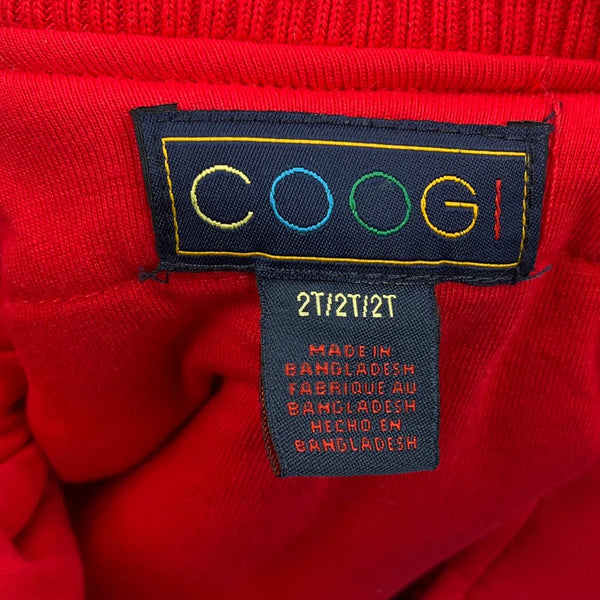 COOGI
2T/2T/2T
MADE IN
BANGLADESH
FABRIQUE AU
BANGLADESH
HECHO EN
BANGLADESH